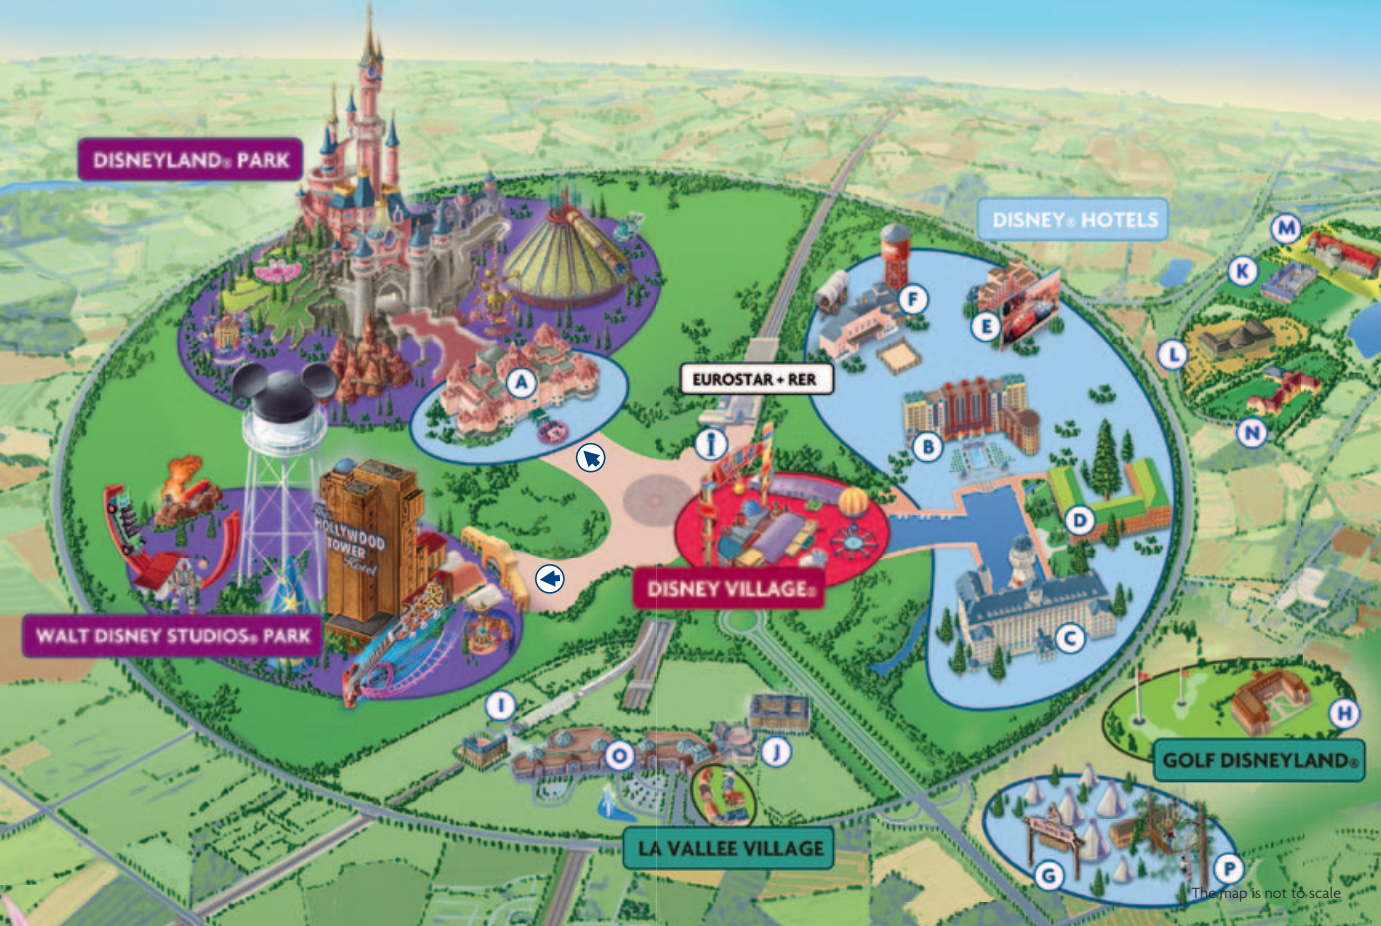 DISNEYLAND® PARK
DISNEY® HOTELS
M
K
F
E
L
EUROSTAR + RER
A
N
i
B
D
HOLLYWOOD
TOWER
Hotel
DISNEY VILLAGE®
WALT DISNEY STUDIOS® PARK
C
I
H
O
J
GOLF DISNEYLAND®
LA VALLEE VILLAGE
G
P
The map is not to scale